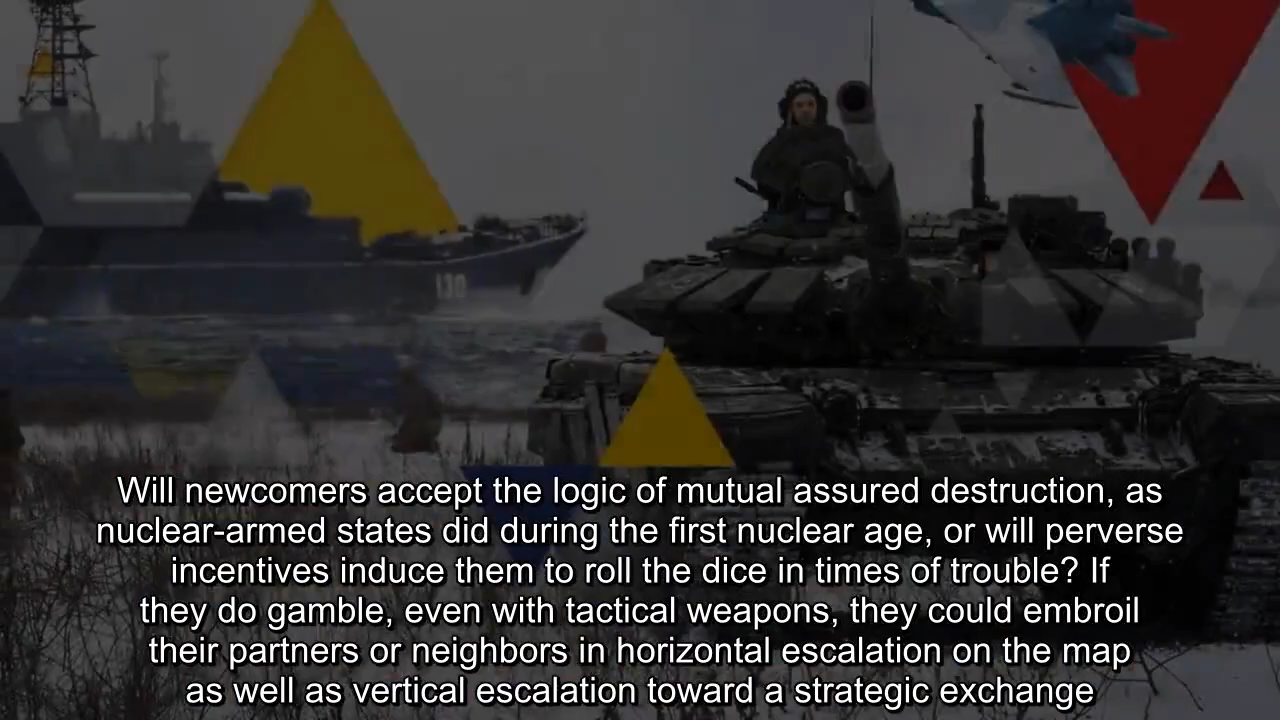 130
Will newcomers accept the logic of mutual assured destruction, as
nuclear-armed states did during the first nuclear age, or will perverse
incentives induce them to roll the dice in times of trouble? If
they do gamble, even with tactical weapons, they could embroil
their partners or neighbors in horizontal escalation on the map
as well as vertical escalation toward a strategic exchange